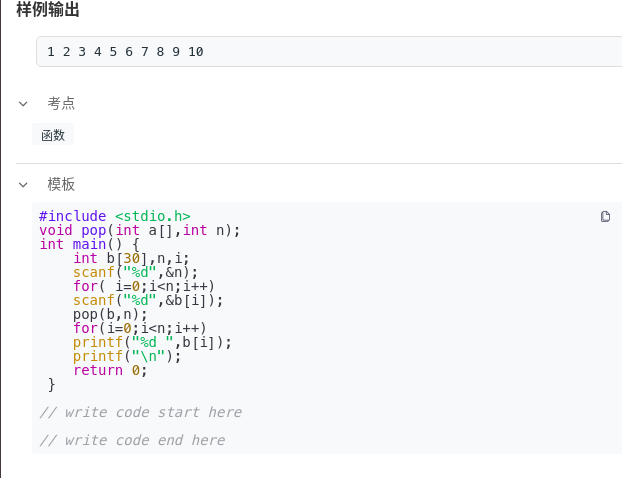 样例输出
1 2 3 4 5 6 7 8 9 10
考点
函数
模板
#include <stdio.h>
void pop(int a[],int n);
int main() {
    int b[30],n,i;
    scanf("%d",&n);
    for( i=0;i<n;i++)
    scanf("%d",&b[i]);
    pop(b,n);
    for(i=0;i<n;i++)
    printf("%d ",b[i]);
    printf("\n");
    return 0;
 }
// write code start here
// write code end here